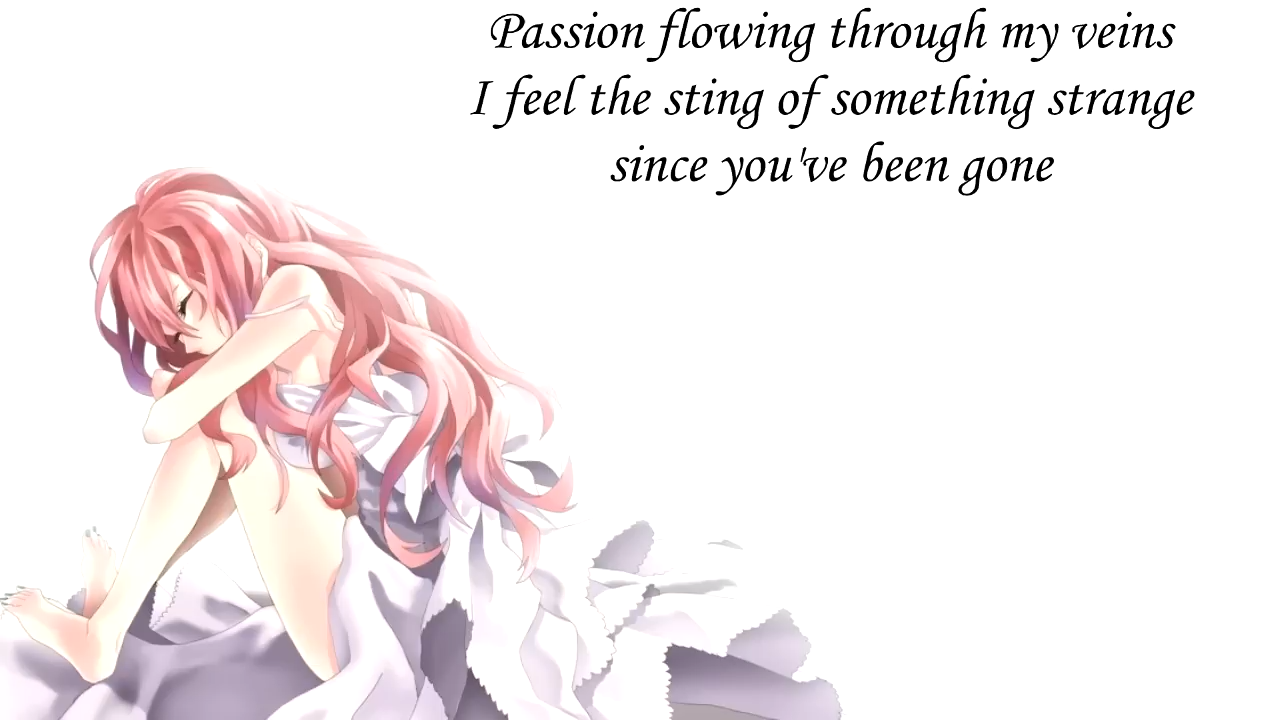 Passion flowing through my veins
I feel the sting of something strange
since you've been gone